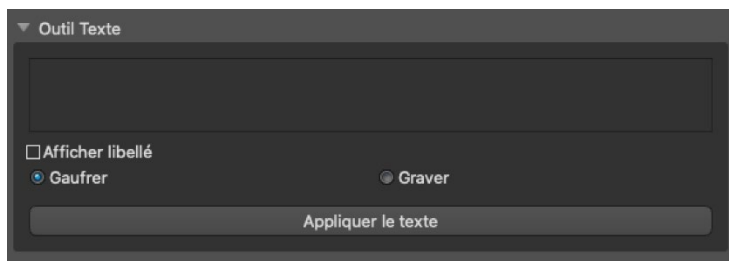 Outil Texte
Afficher libellé
Gaufrer Graver
Appliquer le texte